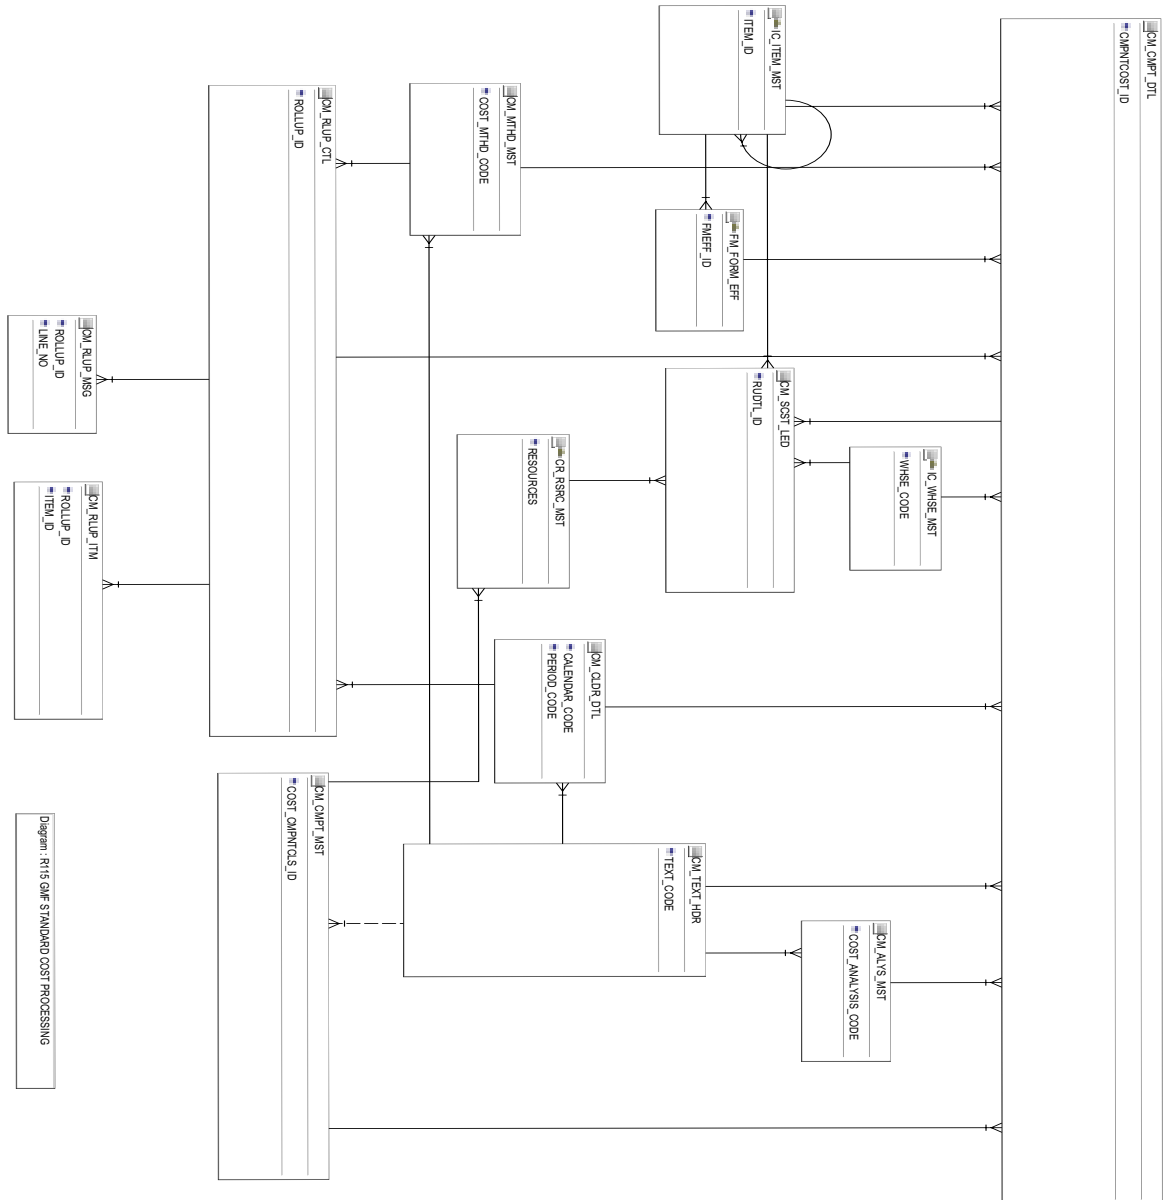 CM_CMPT_DTL
CMPNTCOST_ID
IC_ITEM_MST
ITEM_ID
CM_MTHD_MST
COST_MTHD_CODE
CM_RLUP_CTL
ROLLUP_ID
FM_FORM_EFF
FMEFF_ID
CM_RLUP_MSG
ROLLUP_ID
LINE_NO
CM_SCST_LED
RUDTL_ID
IC_WHSE_MST
WHSE_CODE
CR_RSRC_MST
RESOURCES
CM_RLUP_ITM
ROLLUP_ID
ITEM_ID
CM_CLDR_DTL
CALENDAR_CODE
PERIOD_CODE
CM_CMPT_MST
COST_CMPNTCLS_ID
CM_TEXT_HDR
TEXT_CODE
CM_ALYS_MST
COST_ANALYSIS_CODE
Diagram : R115 GMF STANDARD COST PROCESSING